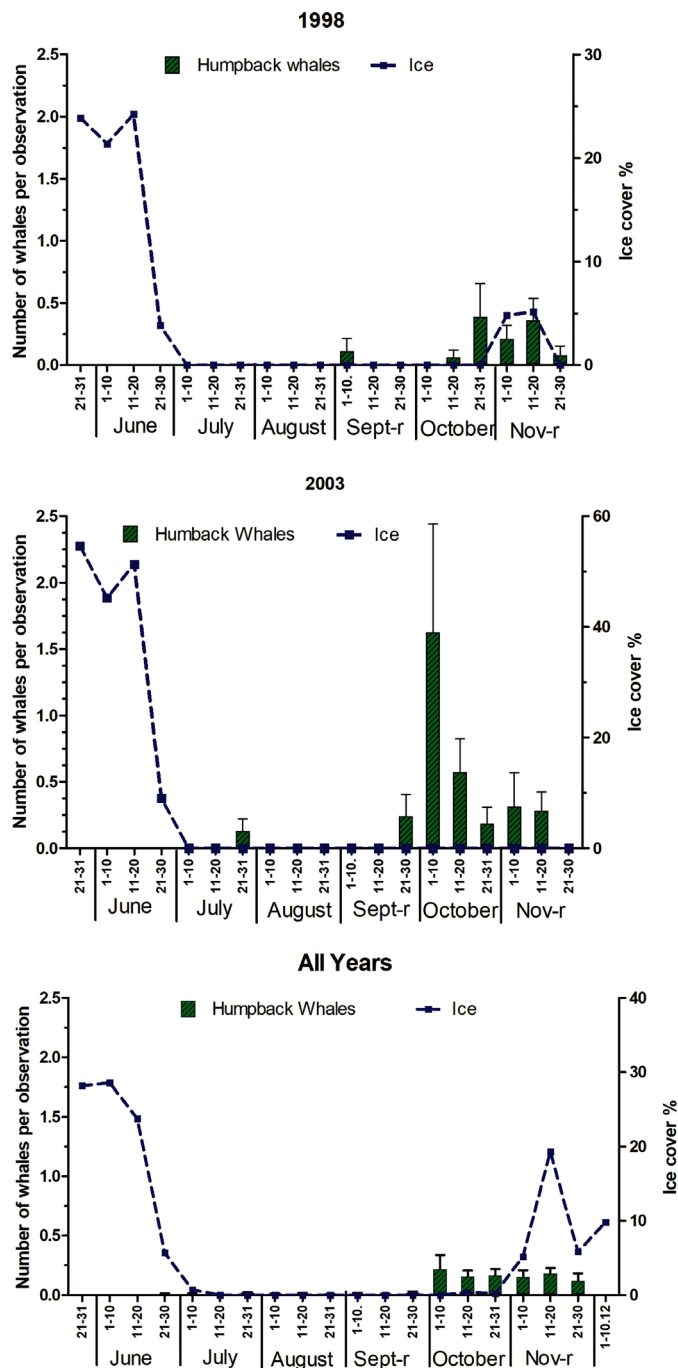 1998
Humpback whales Ice
Number of whales per observation
2.5
2.0
1.5
1.0
0.5
0.0
30
20
10
0
Ice cover %
21-31 1-10 11-20 21-30 1-10 11-20 21-31 1-10 11-20 21-31 1-10. 11-20 21-30 1-10 11-20 21-31 1-10 11-20 21-30
June July August Sept-r October Nov-r
2003
Humback Whales Ice
Number of whales per observation
2.5
2.0
1.5
1.0
0.5
0.0
60
40
20
0
Ice cover %
21-31 1-10 11-20 21-30 1-10 11-20 21-31 1-10 11-20 21-31 1-10. 11-20 21-30 1-10 11-20 21-31 1-10 11-20 21-30
June July August Sept-r October Nov-r
All Years
Humpback Whales Ice
Number of whales per observation
2.5
2.0
1.5
1.0
0.5
0.0
40
30
20
10
0
Ice cover %
21-31 1-10 11-20 21-30 1-10 11-20 21-31 1-10 11-20 21-31 1-10. 11-20 21-30 1-10 11-20 21-31 1-10 11-20 21-30 1-10.12
June July August Sept-r October Nov-r